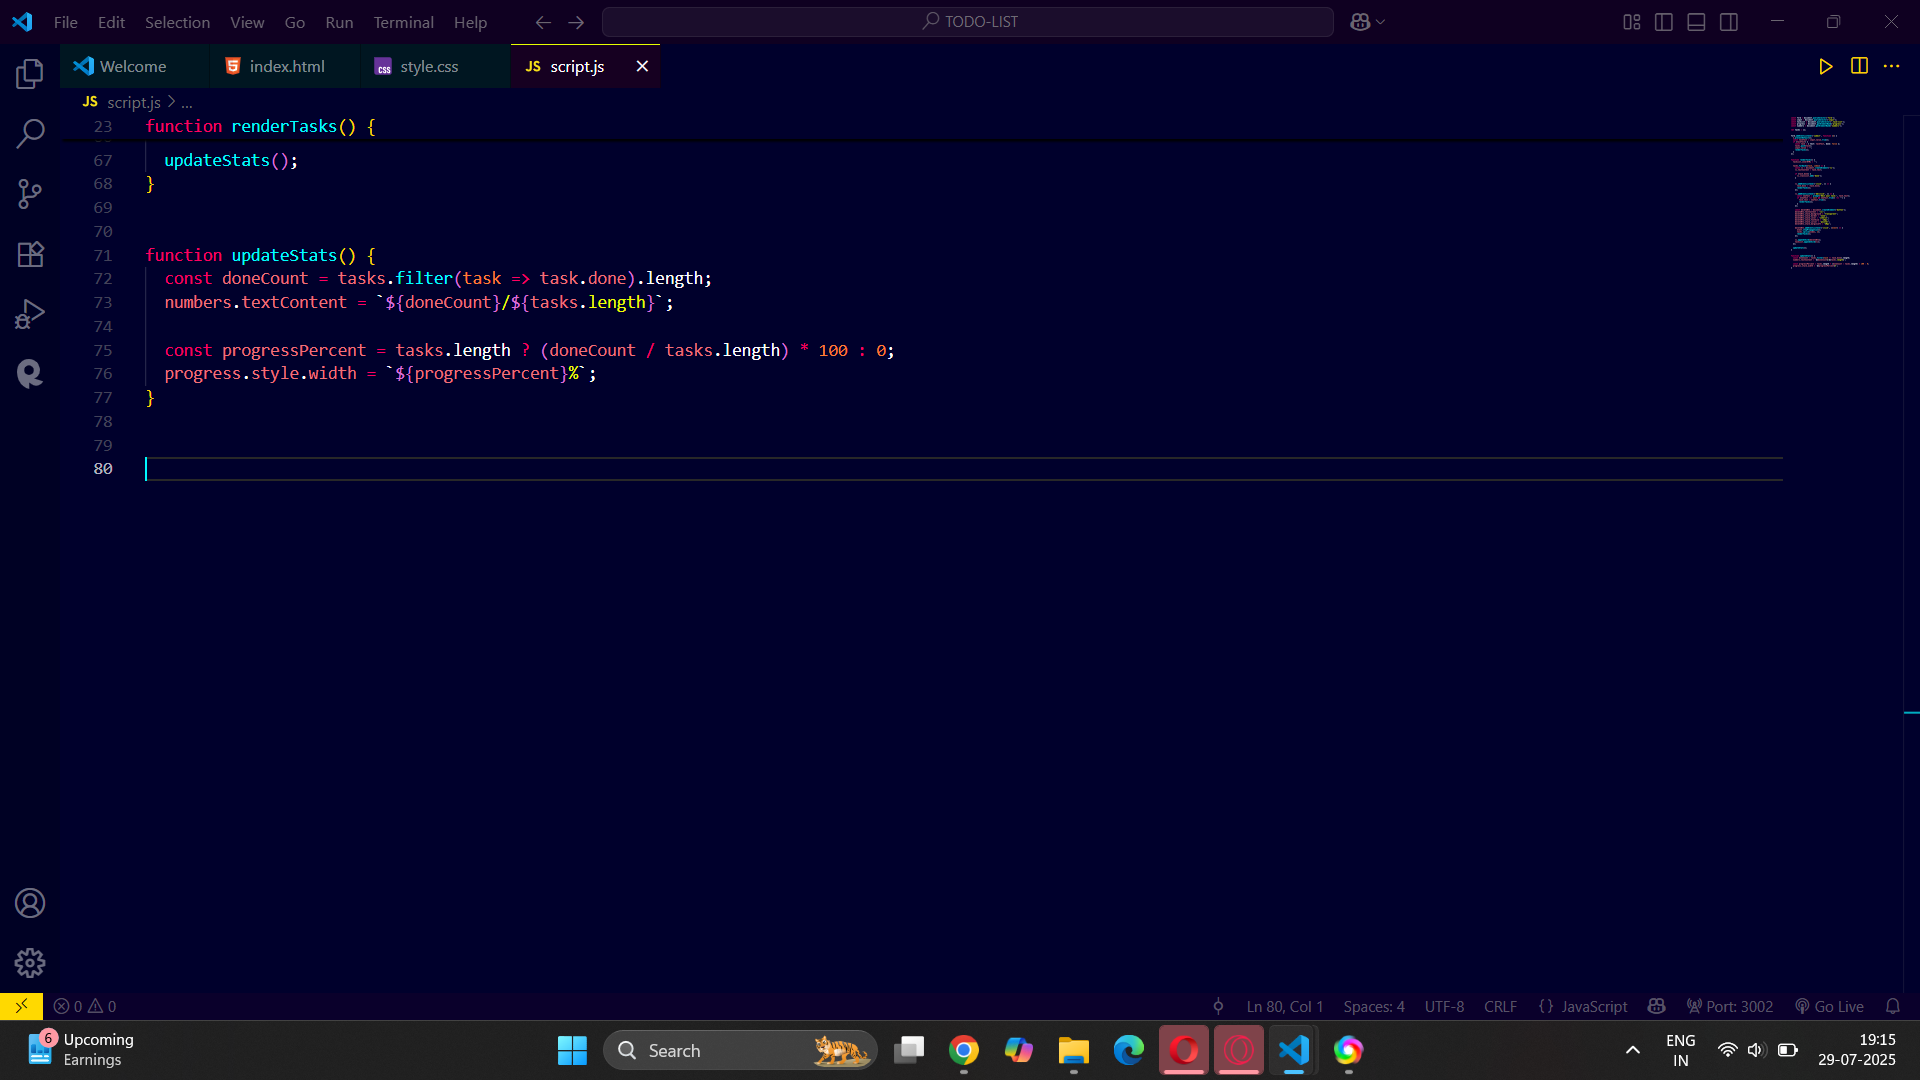 File Edit Selection View Go Run Terminal Help
TODO-LIST
Welcome
index.html
css style.css
JS script.js
JS script.js > ...
23 function renderTasks() {
67 updateStats();
68 }
69
70
71 function updateStats() {
72 const doneCount = tasks.filter(task => task.done).length;
73 numbers.textContent = `${doneCount}/${tasks.length}`;
74
75 const progressPercent = tasks.length ? (doneCount / tasks.length) * 100 : 0;
76 progress.style.width = `${progressPercent}%`;
77 }
78
79
80
0 0
Ln 80, Col 1 Spaces: 4 UTF-8 CRLF {} JavaScript Port: 3002 Go Live
6
Upcoming
Earnings
Search
ENG
IN
19:15
29-07-2025